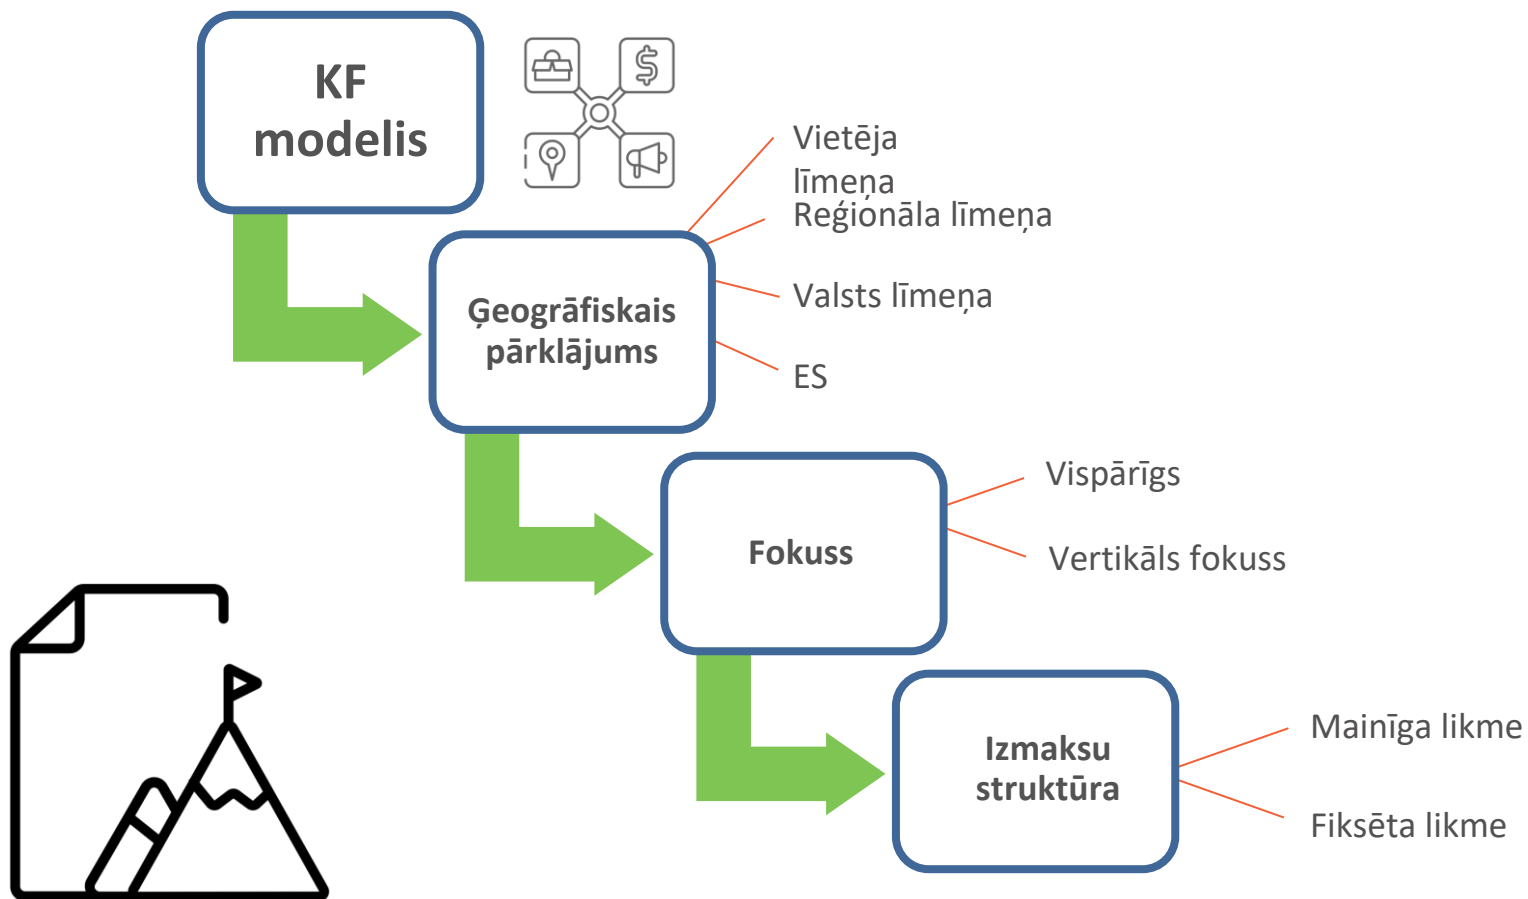 KF
modelis
Vietēja
līmeņa
Reģionāla līmeņa
Valsts līmeņa
ES
Ģeogrāfiskais
pārklājums
Vispārīgs
Vertikāls fokuss
Fokuss
Izmaksu
struktūra
Mainīga likme
Fiksēta likme